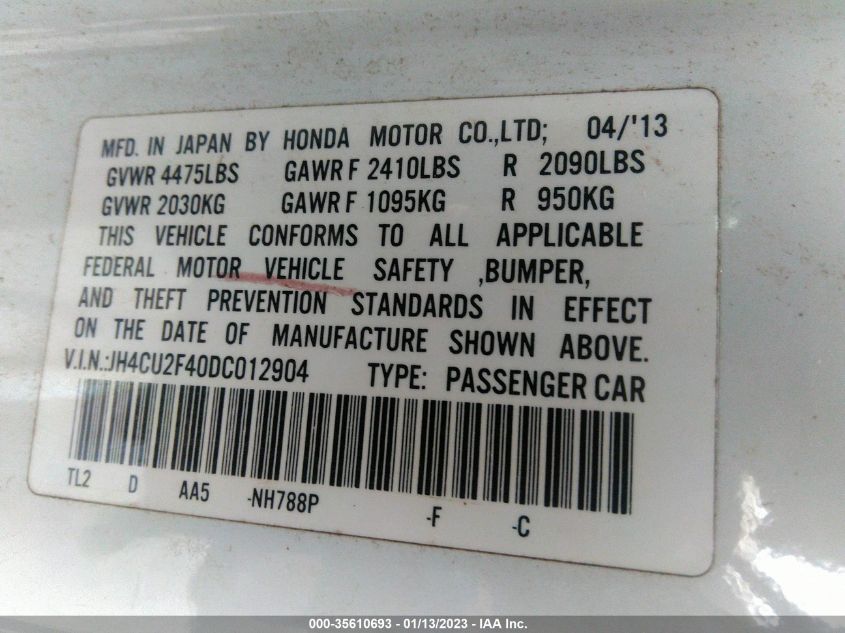 MFD. IN JAPAN BY HONDA MOTOR CO.,LTD; 04/'13
GVWR 4475LBS GAWR F 2410LBS R 2090LBS
GVWR 2030KG GAWR F 1095KG R 950KG
THIS VEHICLE CONFORMS TO ALL APPLICABLE
FEDERAL MOTOR VEHICLE SAFETY ,BUMPER,
AND THEFT PREVENTION STANDARDS IN EFFECT
ON THE DATE OF MANUFACTURE SHOWN ABOVE.
V.I.N.:JH4CU2F40DC012904 TYPE: PASSENGER CAR
TL2 D AA5 -NH788P -F -C
000-35610693 - 01/13/2023 - IAA Inc.